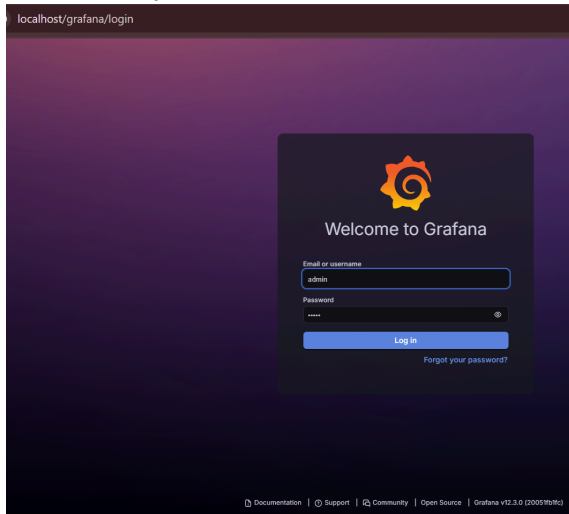 localhost/grafana/login
Welcome to Grafana
Email or username
admin
Password
•••••
Log in
Forgot your password?
Documentation | Support | Community | Open Source | Grafana v12.3.0 (20051fb1fc)